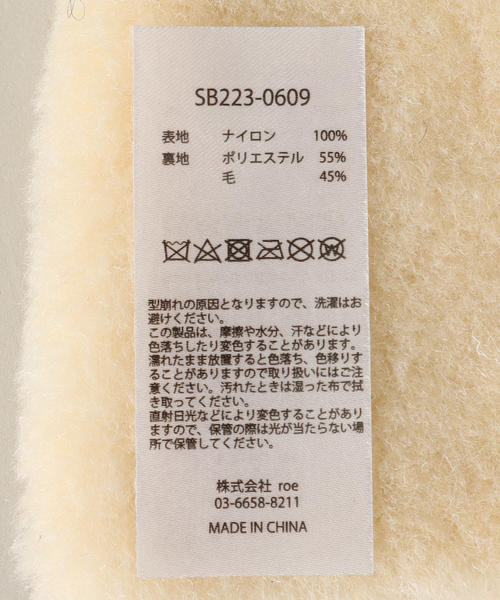 SB223-0609
表地 ナイロン 100%
裏地 ポリエステル 55%
毛 45%
型崩れの原因となりますので、洗濯はお
避けください。
この製品は、摩擦や水分、汗などにより
色落ちしたり変色することがあります。
濡れたまま放置すると色落ち、色移りす
ることがありますので取り扱いにはご注
意ください。汚れたときは湿った布で拭
き取ってください。
直射日光などにより変色することがあり
ますので、保管の際は光が当たらない場
所で保管してください。
株式会社 roe
03-6658-8211
MADE IN CHINA